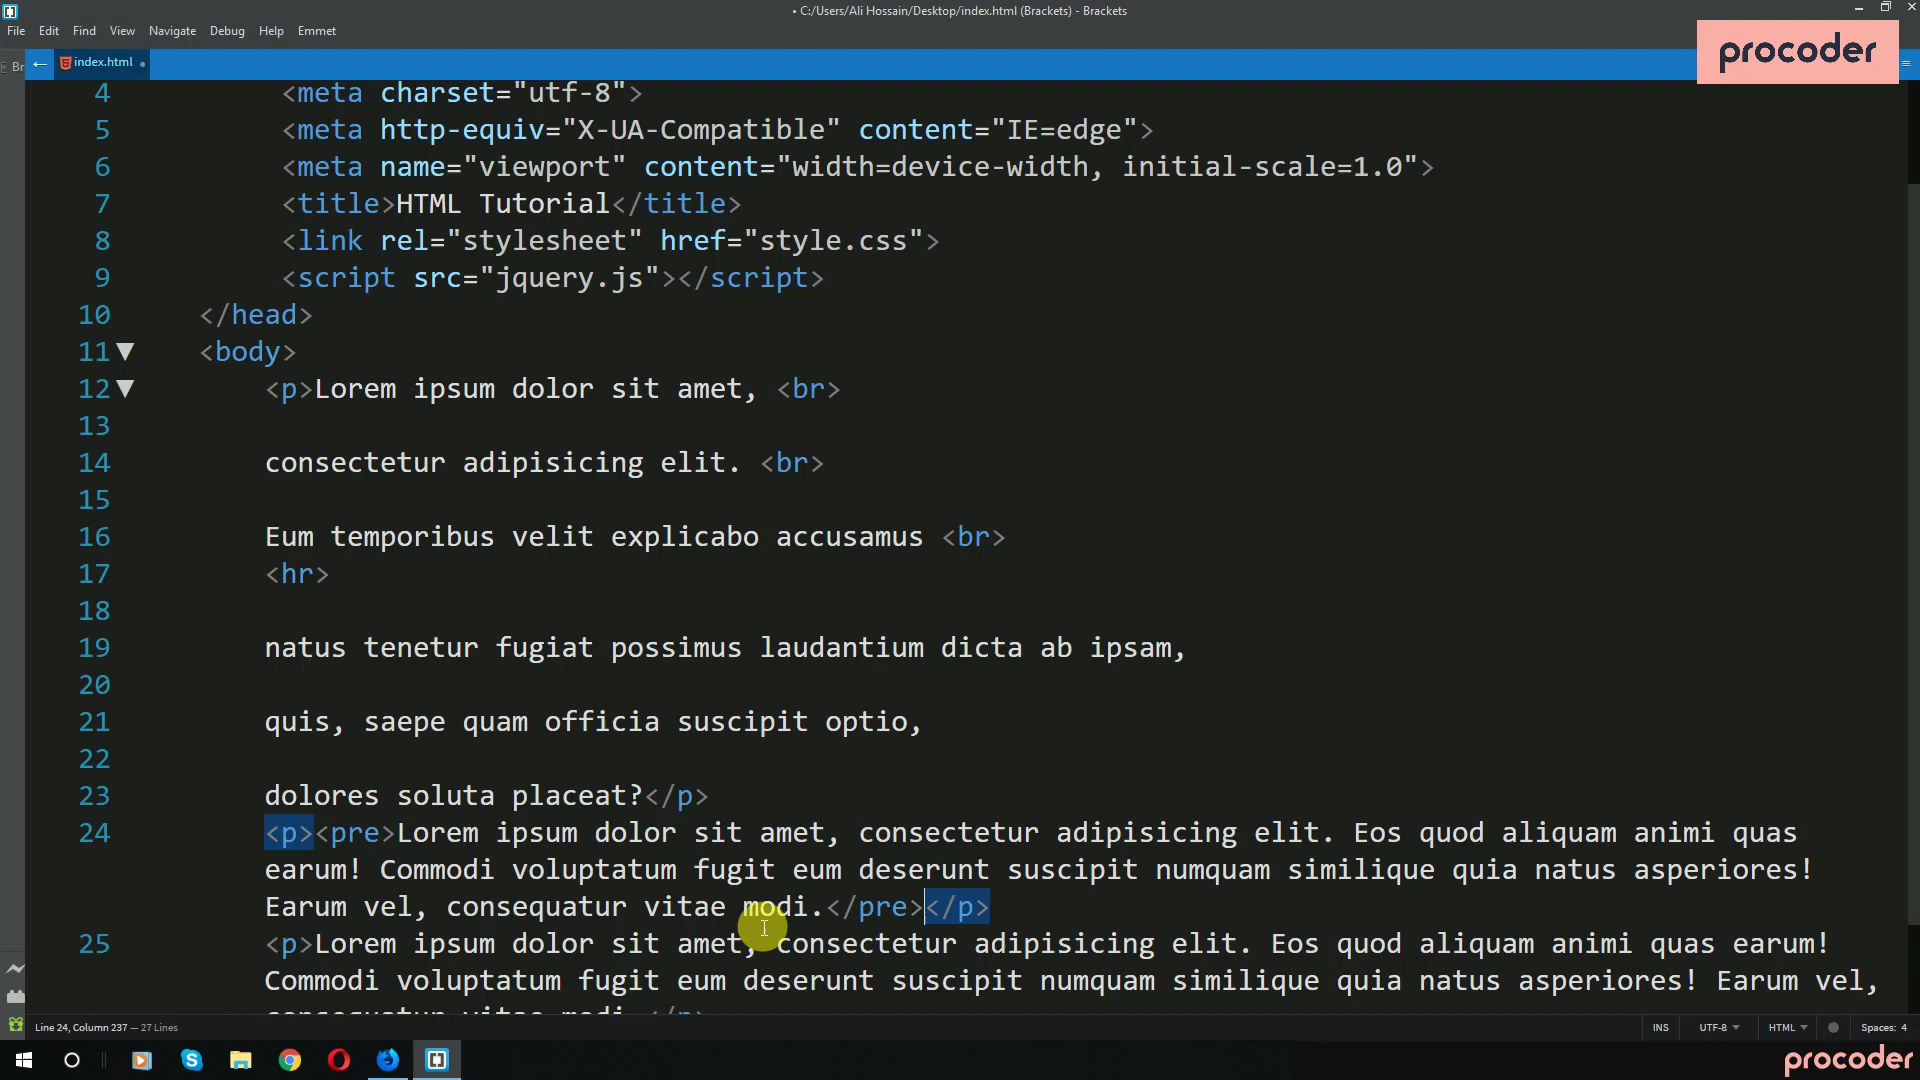 • C:/Users/Ali Hossain/Desktop/index.html (Brackets) - Brackets
File Edit Find View Navigate Debug Help Emmet
procoder
Br
← index.html •
4 <meta charset="utf-8">
5 <meta http-equiv="X-UA-Compatible" content="IE=edge">
6 <meta name="viewport" content="width=device-width, initial-scale=1.0">
7 <title>HTML Tutorial</title>
8 <link rel="stylesheet" href="style.css">
9 <script src="jquery.js"></script>
10 </head>
11 <body>
12 <p>Lorem ipsum dolor sit amet, <br>
13
14 consectetur adipisicing elit. <br>
15
16 Eum temporibus velit explicabo accusamus <br>
17 <hr>
18
19 natus tenetur fugiat possimus laudantium dicta ab ipsam,
20
21 quis, saepe quam officia suscipit optio,
22
23 dolores soluta placeat?</p>
24 <p><pre>Lorem ipsum dolor sit amet, consectetur adipisicing elit. Eos quod aliquam animi quas
earum! Commodi voluptatum fugit eum deserunt suscipit numquam similique quia natus asperiores!
Earum vel, consequatur vitae modi.</pre></p>
25 <p>Lorem ipsum dolor sit amet, consectetur adipisicing elit. Eos quod aliquam animi quas earum!
Commodi voluptatum fugit eum deserunt suscipit numquam similique quia natus asperiores! Earum vel,
consequatur vitae modi.</p>
Line 24, Column 237 — 27 Lines
INS UTF-8 HTML Spaces: 4
procoder